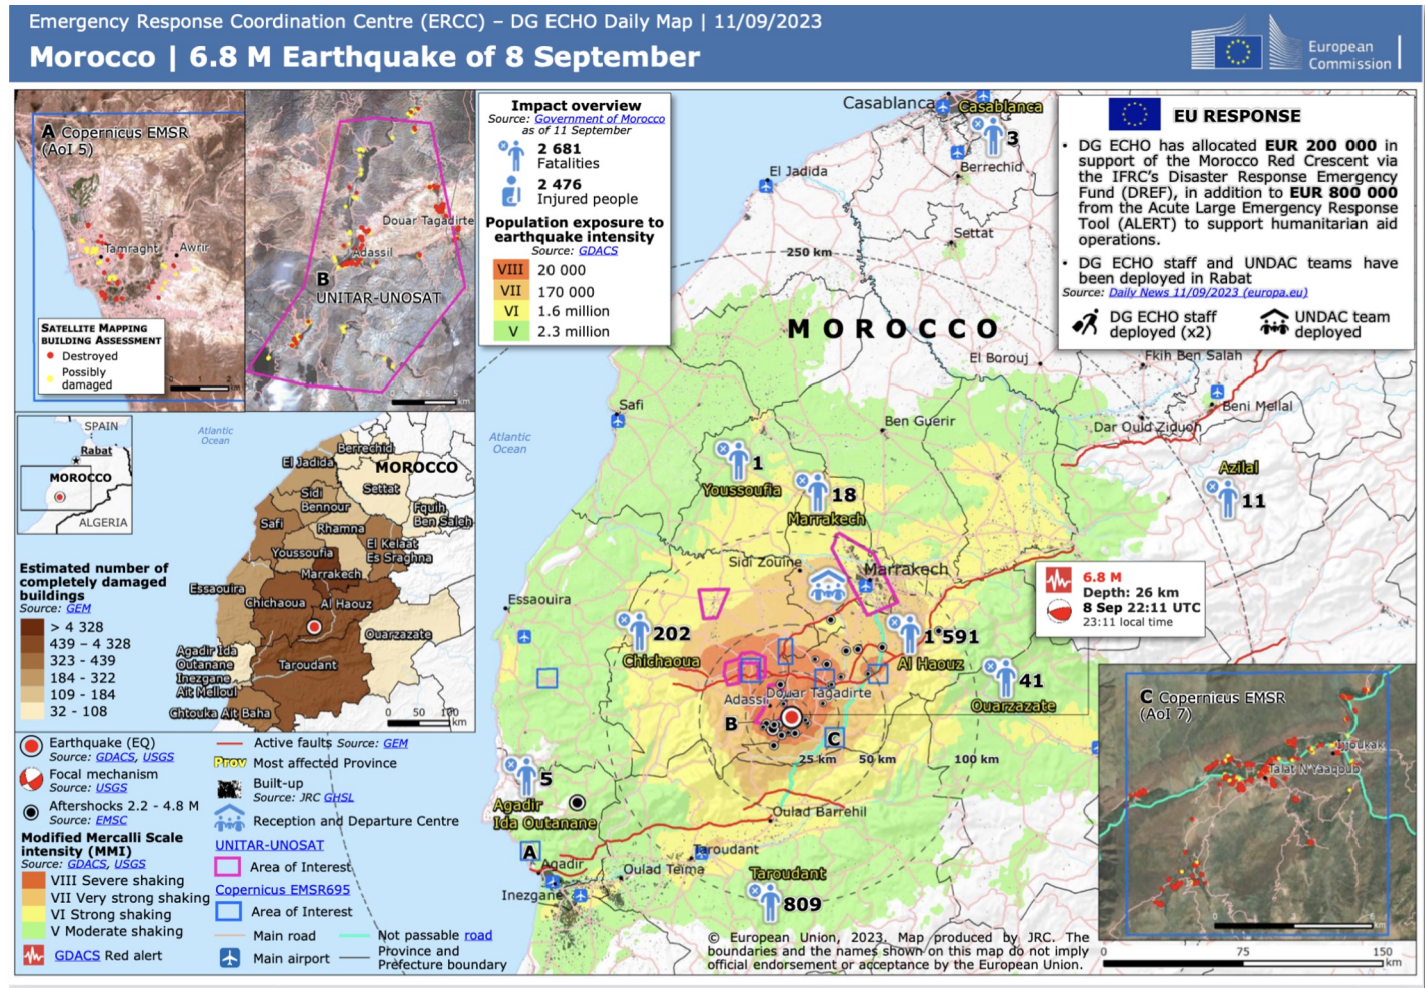 Emergency Response Coordination Centre (ERCC) – DG ECHO Daily Map | 11/09/2023
Morocco | 6.8 M Earthquake of 8 September
European
Commission
A Copernicus EMSR
(AoI 5)
Tamraght
Awrir
SATELLITE MAPPING
BUILDING ASSESSMENT
Destroyed
Possibly
damaged
0 1 2
km
Douar Tagadirte
Adassil
B
UNITAR-UNOSAT
km
Impact overview
Source: Government of Morocco
as of 11 September
2 681
Fatalities
2 476
Injured people
Population exposure to
earthquake intensity
Source: GDACS
VIII 20 000
VII 170 000
VI 1.6 million
V 2.3 million
EU RESPONSE
• DG ECHO has allocated EUR 200 000 in
support of the Morocco Red Crescent via
the IFRC's Disaster Response Emergency
Fund (DREF), in addition to EUR 800 000
from the Acute Large Emergency Response
Tool (ALERT) to support humanitarian aid
operations.
• DG ECHO staff and UNDAC teams have
been deployed in Rabat
Source: Daily News 11/09/2023 (europa.eu)
DG ECHO staff
deployed (x2)
UNDAC team
deployed
Casablanca
Casablanca
3
Berrechid
El Jadida
Settat
250 km
MOROCCO
El Borouj
Fkih Ben Salah
Beni Mellal
Dar Ould Zidouh
Safi
Ben Guerir
Atlantic
Ocean
1
Youssoufia
18
Marrakech
Azilal
11
Sidi Zouine
Marrakech
Essaouira
202
Chichaoua
1 591
Al Haouz
41
Ouarzazate
Adassil
Douar Tagadirte
B
C
25 km
50 km
100 km
5
Agadir
Ida Outanane
Oulad Barrehil
A
Agadir
Inezgane
Oulad Teïma
Taroudant
Taroudant
809
6.8 M
Depth: 26 km
8 Sep 22:11 UTC
23:11 local time
C Copernicus EMSR
(AoI 7)
Ijjoukak
Talat N'Yaaqoub
0
km
0 75 150
km
© European Union, 2023. Map produced by JRC. The
boundaries and the names shown on this map do not imply
official endorsement or acceptance by the European Union.
SPAIN
Rabat
MOROCCO
ALGERIA
Atlantic
Ocean
Berrechid
El Jadida
MOROCCO
Settat
Sidi
Bennour
Fquih
Ben Saleh
Safi
Rhamna
Youssoufia
El Kelaat
Es Sraghna
Marrakech
Essaouira
Chichaoua
Al Haouz
Ouarzazate
Agadir Ida
Outanane
Inezgane
Ait Melloul
Taroudant
Chtouka Ait Baha
0 50 100
km
Estimated number of
completely damaged
buildings
Source: GEM
> 4 328
439 – 4 328
323 - 439
184 - 322
109 - 184
32 - 108
Earthquake (EQ)
Source: GDACS, USGS
Focal mechanism
Source: USGS
Aftershocks 2.2 - 4.8 M
Source: EMSC
Modified Mercalli Scale
intensity (MMI)
Source: GDACS, USGS
VIII Severe shaking
VII Very strong shaking
VI Strong shaking
V Moderate shaking
GDACS Red alert
Active faults Source: GEM
Prov Most affected Province
Built-up
Source: JRC GHSL
Reception and Departure Centre
UNITAR-UNOSAT
Area of Interest
Copernicus EMSR695
Area of Interest
Main road
Main airport
Not passable road
Province and
Prefecture boundary